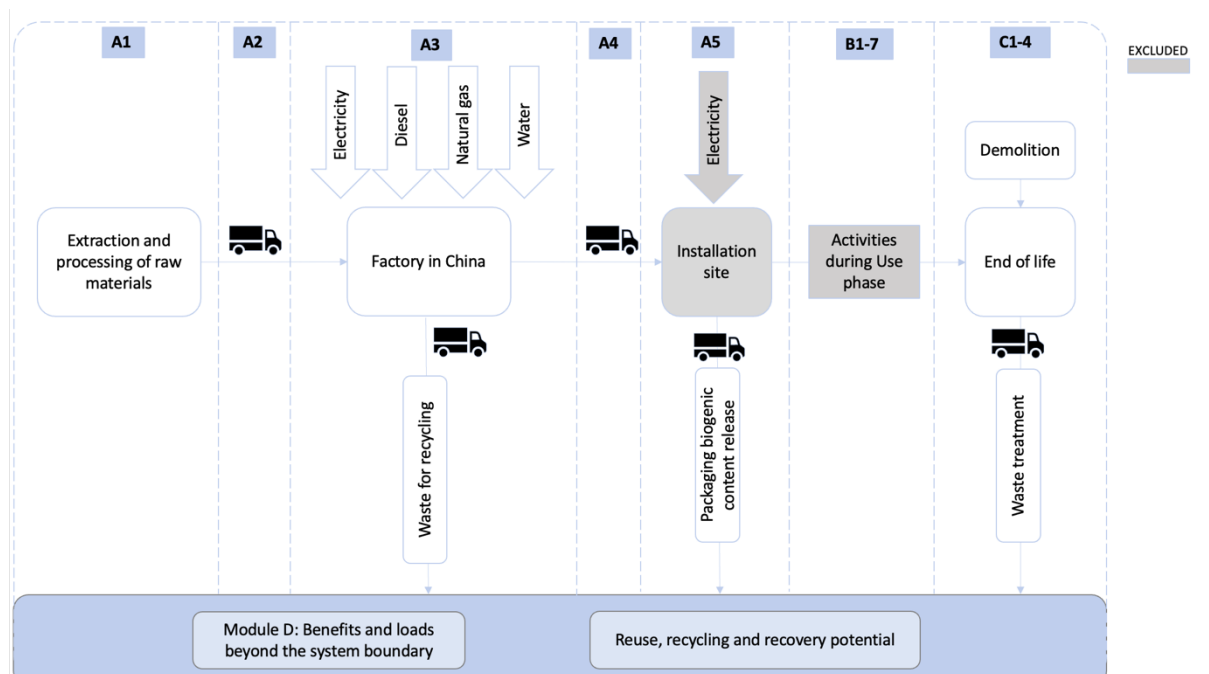 A1
A2
A3
A4
A5
B1-7
C1-4
EXCLUDED
Electricity
Diesel
Natural gas
Water
Electricity
Demolition
Extraction and
processing of raw
materials
Factory in China
Installation
site
Activities
during Use
phase
End of life
Waste for recycling
Packaging biogenic
content release
Waste treatment
Module D: Benefits and loads
beyond the system boundary
Reuse, recycling and recovery potential